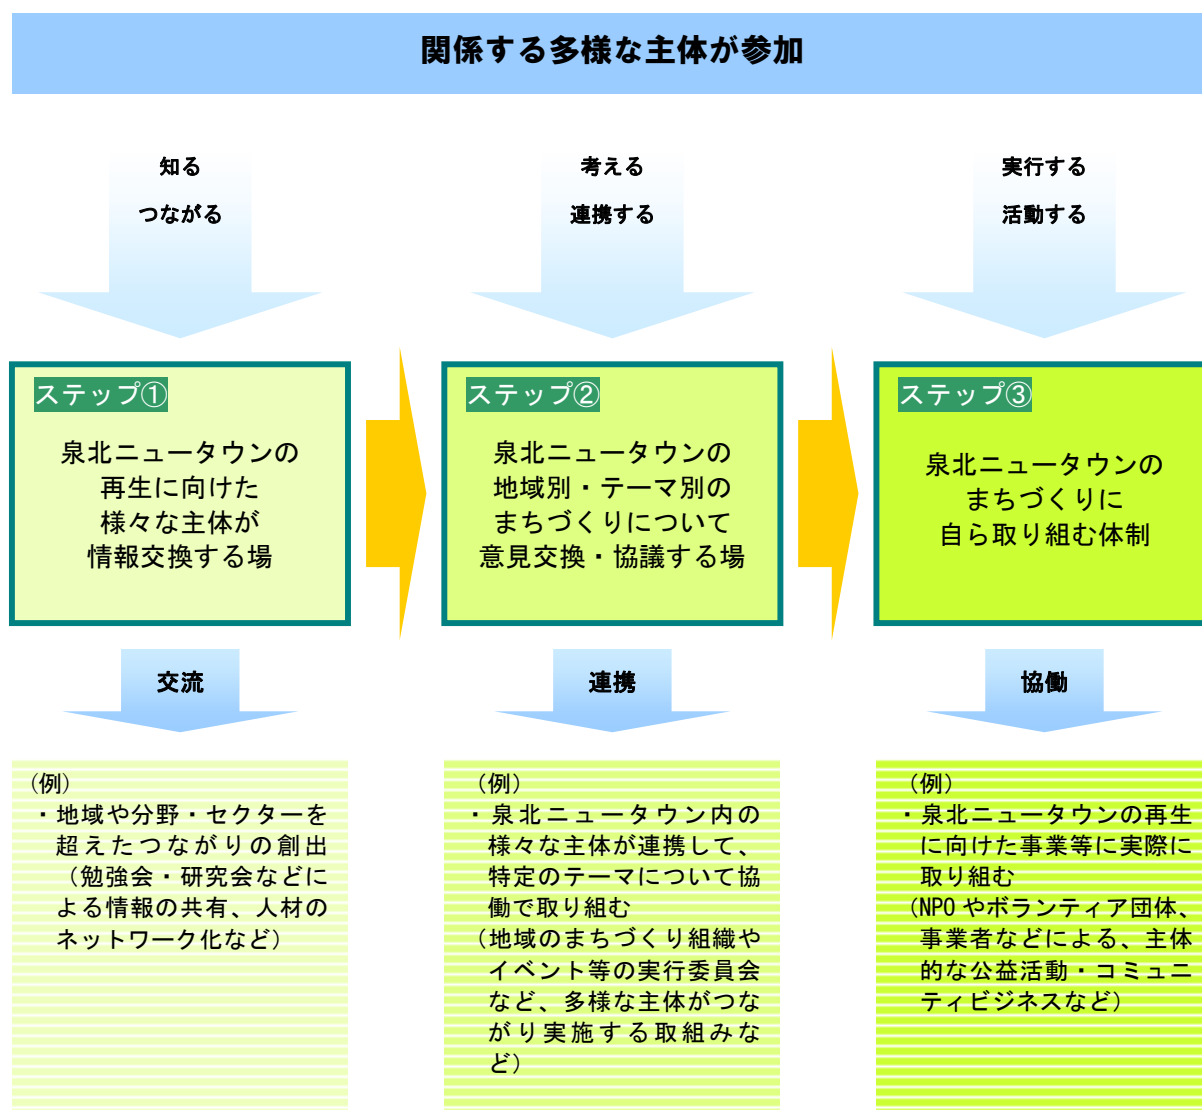 関係する多様な主体が参加
知る
つながる
考える
連携する
実行する
活動する
ステップ①
泉北ニュータウンの
再生に向けた
様々な主体が
情報交換する場
ステップ②
泉北ニュータウンの
地域別・テーマ別の
まちづくりについて
意見交換・協議する場
ステップ③
泉北ニュータウンの
まちづくりに
自ら取り組む体制
交流
連携
協働
（例）
・地域や分野・セクターを
超えたつながりの創出
（勉強会・研究会などに
よる情報の共有、人材の
ネットワーク化など）
（例）
・泉北ニュータウン内の
様々な主体が連携して、
特定のテーマについて協
働で取り組む
（地域のまちづくり組織や
イベント等の実行委員会
など、多様な主体がつな
がり実施する取組みな
ど）
（例）
・泉北ニュータウンの再生
に向けた事業等に実際に
取り組む
（NPO やボランティア団体、
事業者などによる、主体
的な公益活動・コミュニ
ティビジネスなど）